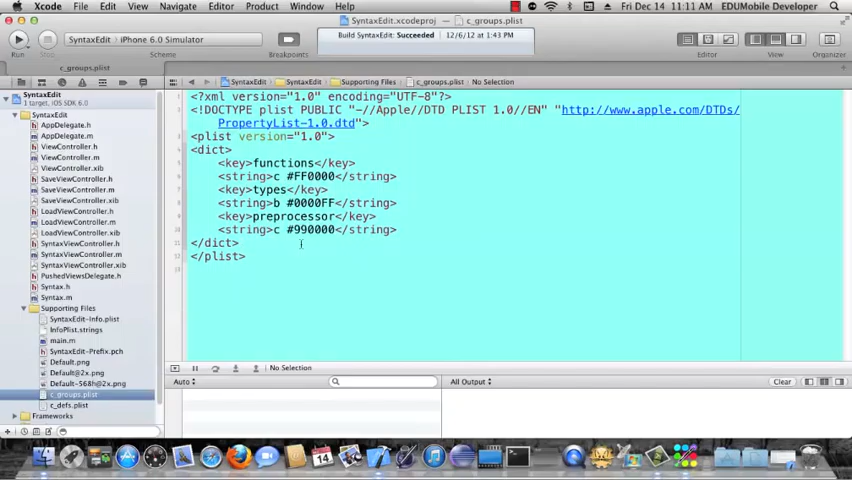 Xcode File Edit View Navigate Editor Product Window Help Fri Dec 14 11:11 AM EDUMobile Developer
SyntaxEdit.xcodeproj — c_groups.plist
SyntaxEdit › iPhone 6.0 Simulator
Build SyntaxEdit: Succeeded 12/6/12 at 1:43 PM
Run Scheme Breakpoints Editor View Organizer
c_groups.plist
SyntaxEdit › SyntaxEdit › Supporting Files › c_groups.plist › No Selection
SyntaxEdit
1 target, iOS SDK 6.0
SyntaxEdit
AppDelegate.h
AppDelegate.m
ViewController.h
ViewController.m
ViewController.xib
SaveViewController.h
SaveViewController.m
SaveViewController.xib
LoadViewController.h
LoadViewController.m
LoadViewController.xib
SyntaxViewController.h
SyntaxViewController.m
SyntaxViewController.xib
PushedViewsDelegate.h
Syntax.h
Syntax.m
Supporting Files
SyntaxEdit-Info.plist
InfoPlist.strings
main.m
SyntaxEdit-Prefix.pch
Default.png
Default@2x.png
Default-568h@2x.png
c_groups.plist
c_defs.plist
Frameworks
<?xml version="1.0" encoding="UTF-8"?>
<!DOCTYPE plist PUBLIC "-//Apple//DTD PLIST 1.0//EN" "http://www.apple.com/DTDs/
PropertyList-1.0.dtd">
<plist version="1.0">
<dict>
<key>functions</key>
<string>c #FF0000</string>
<key>types</key>
<string>b #0000FF</string>
<key>preprocessor</key>
<string>c #990000</string>
</dict>
</plist>
No Selection
Auto All Output Clear